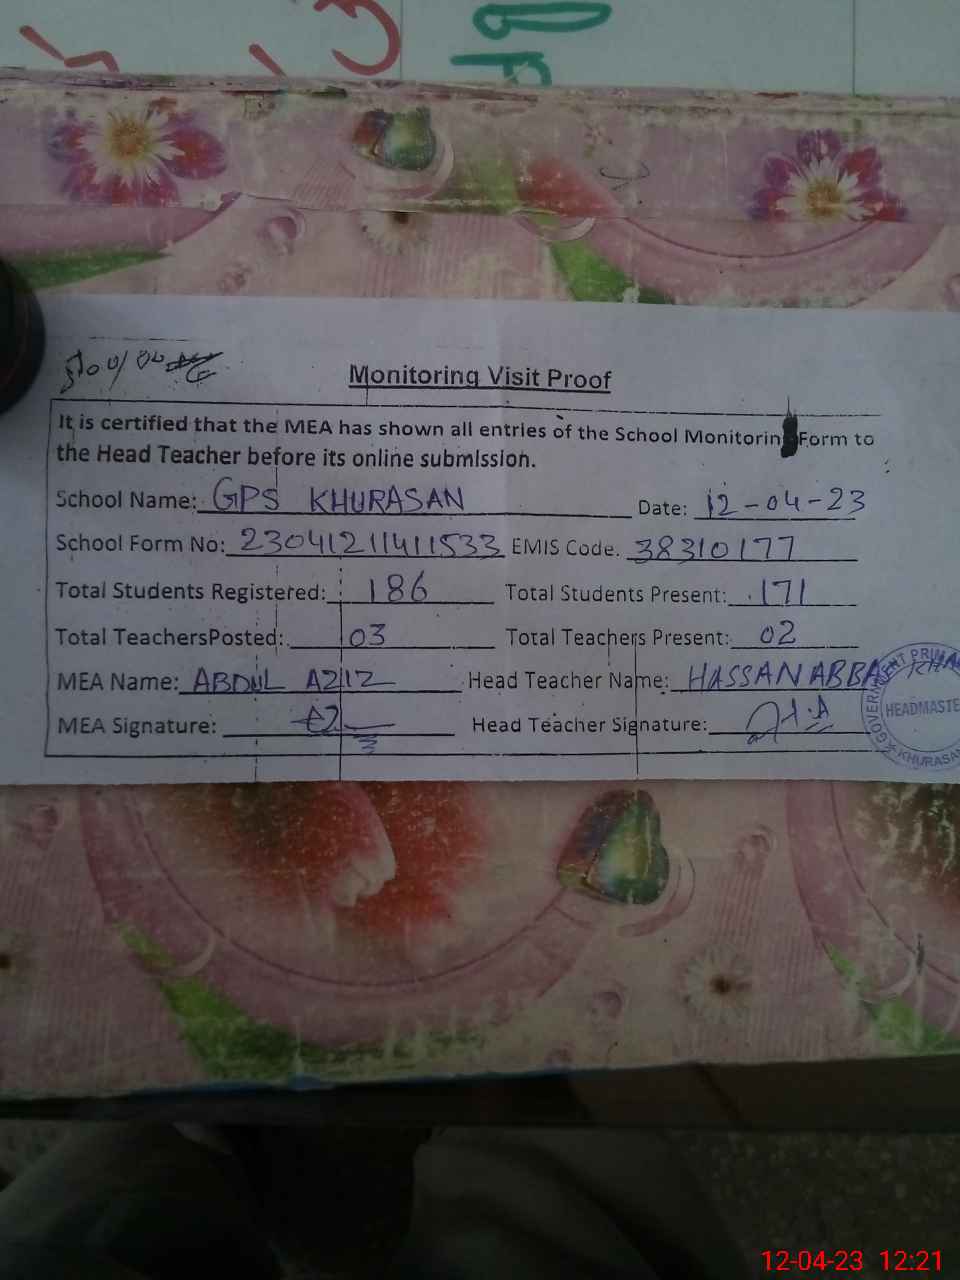 Monitoring Visit Proof
It is certified that the MEA has shown all entries of the School Monitoring Form to
the Head Teacher before its online submission.
School Name: GPS KHURASAN Date: 12-04-23
School Form No: 23041211411533 EMIS Code. 38310177
Total Students Registered: 186 Total Students Present: 171
Total TeachersPosted: 03 Total Teachers Present: 02
MEA Name: ABDUL AZIZ Head Teacher Name: HASSAN ABBA
MEA Signature: Head Teacher Signature:
HEADMASTE
KHURASAN
12-04-23 12:21